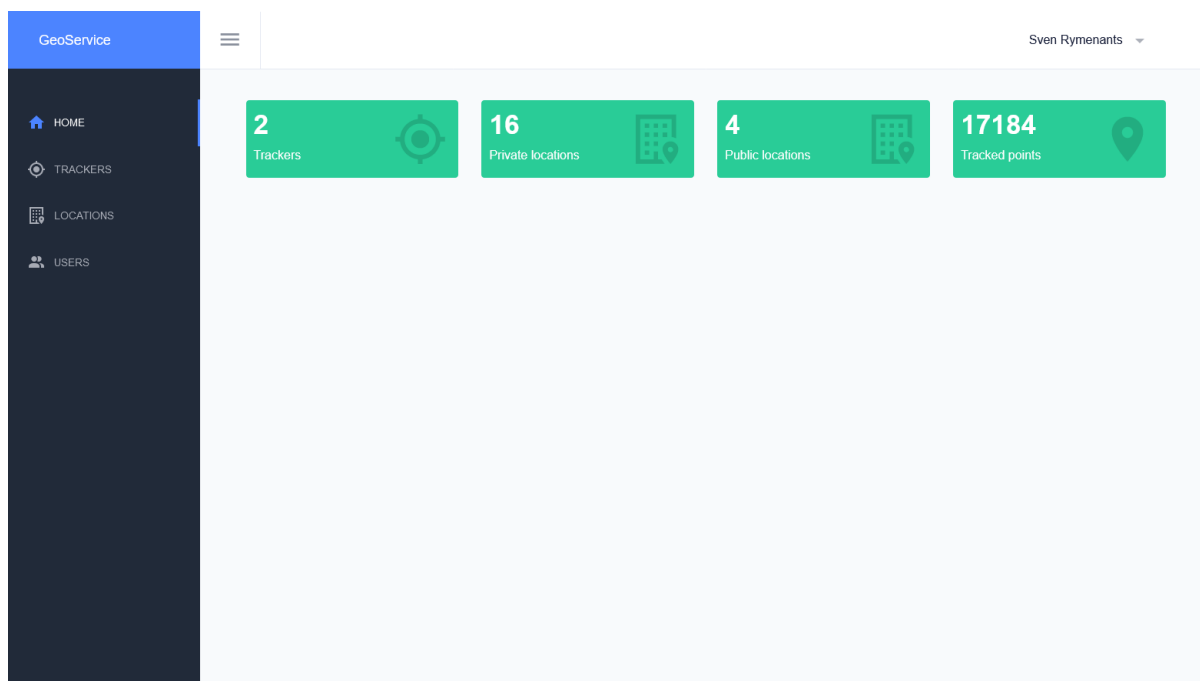 GeoService
Sven Rymenants
HOME
TRACKERS
LOCATIONS
USERS
2
Trackers
16
Private locations
4
Public locations
17184
Tracked points